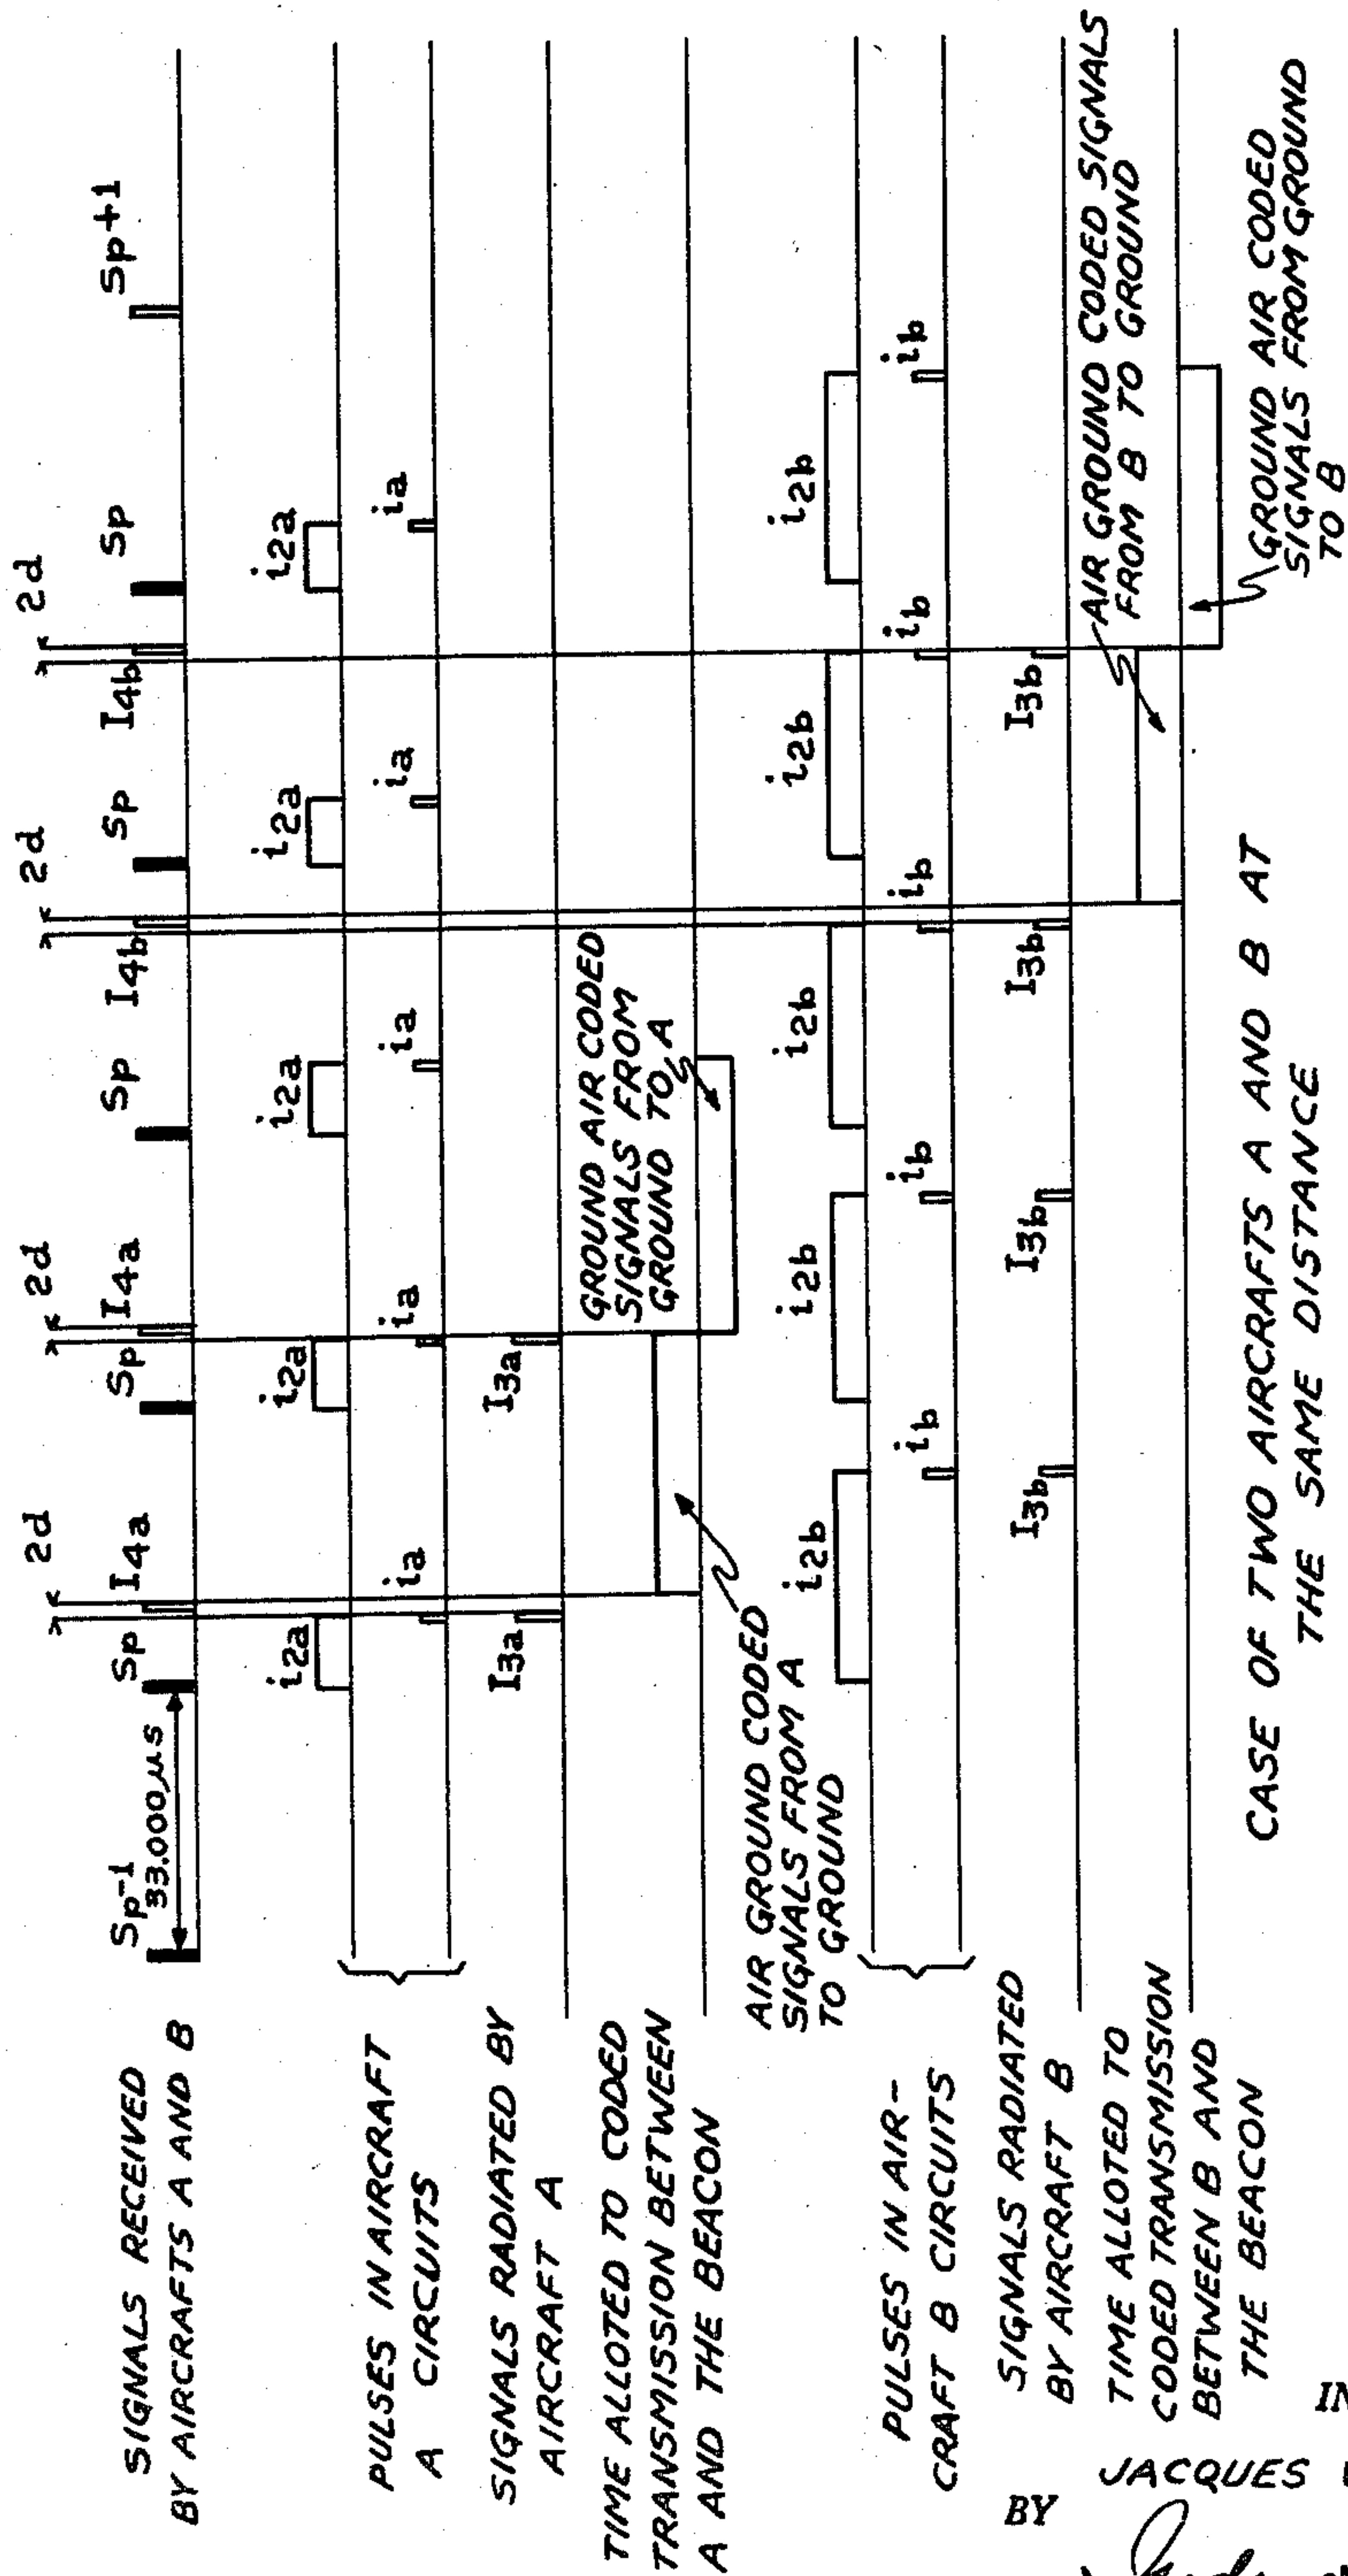 SIGNALS RECEIVED
BY AIRCRAFTS A AND B
Sp-1
33.000µs
Sp
I4a
2d
Sp
I4a
2d
Sp
I4b
2d
Sp
I4b
2d
Sp
Sp+1
PULSES IN AIRCRAFT
A CIRCUITS
i2a
i2a
i2a
i2a
i2a
ia
ia
ia
ia
ia
SIGNALS RADIATED BY
AIRCRAFT A
I3a
I3a
TIME ALLOTED TO CODED
TRANSMISSION BETWEEN
A AND THE BEACON
AIR GROUND CODED
SIGNALS FROM A
TO GROUND
GROUND AIR CODED
SIGNALS FROM
GROUND TO A
PULSES IN AIR-
CRAFT B CIRCUITS
i2b
i2b
i2b
i2b
i2b
ib
ib
ib
ib
ib
SIGNALS RADIATED
BY AIRCRAFT B
I3b
I3b
I3b
I3b
TIME ALLOTED TO
CODED TRANSMISSION
BETWEEN B AND
THE BEACON
AIR GROUND CODED SIGNALS
FROM B TO GROUND
GROUND AIR CODED
SIGNALS FROM GROUND
TO B
CASE OF TWO AIRCRAFTS A AND B AT
THE SAME DISTANCE
JACQUES
BY